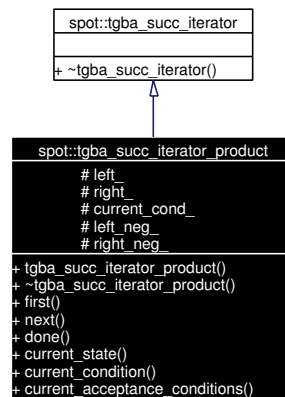 spot::tgba_succ_iterator
+ ~tgba_succ_iterator()
spot::tgba_succ_iterator_product
# left_
# right_
# current_cond_
# left_neg_
# right_neg_
+ tgba_succ_iterator_product()
+ ~tgba_succ_iterator_product()
+ first()
+ next()
+ done()
+ current_state()
+ current_condition()
+ current_acceptance_conditions()